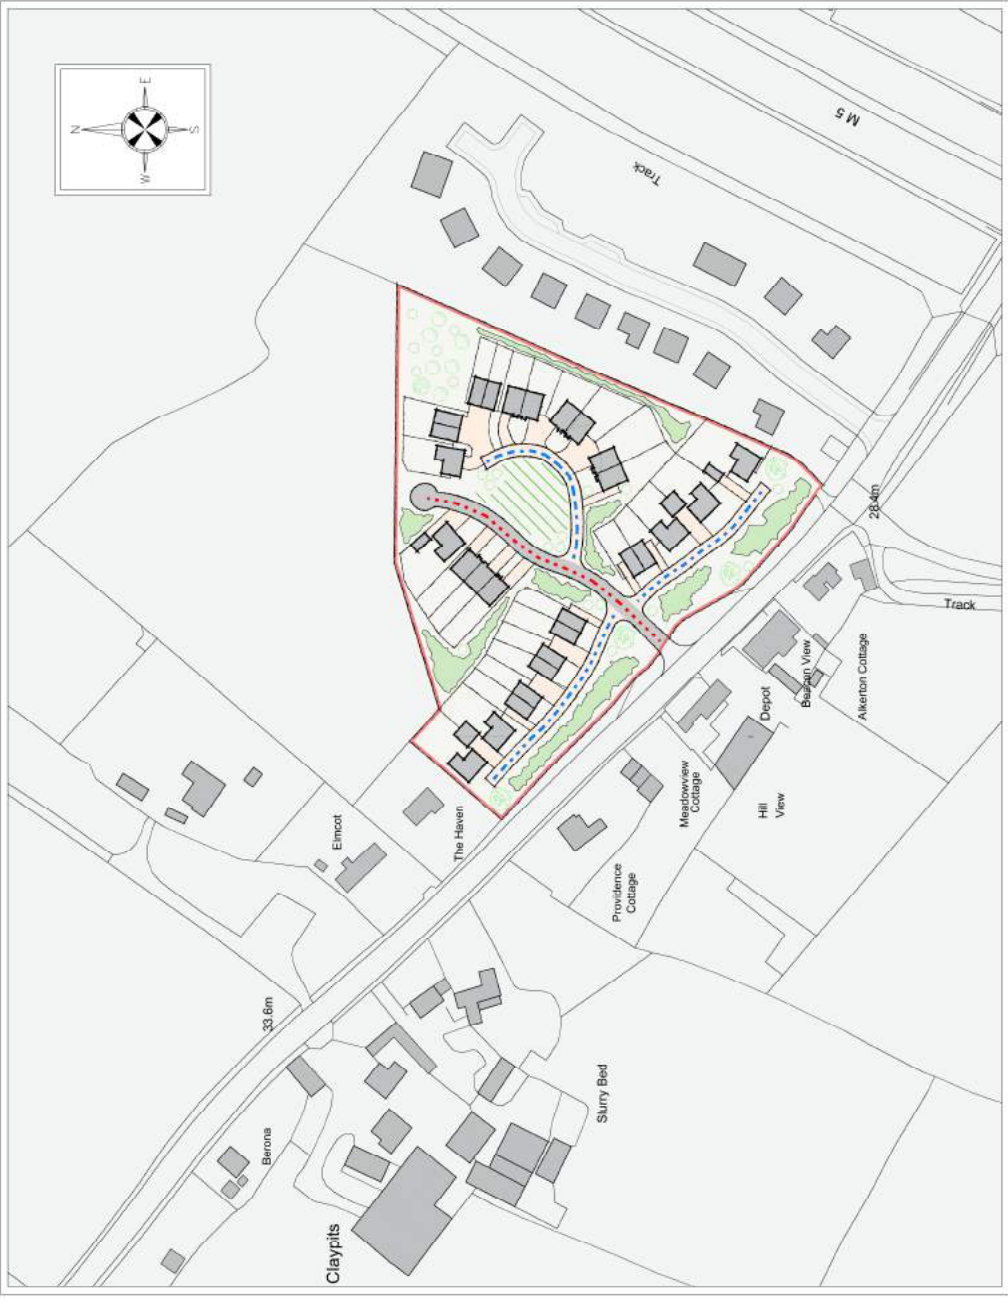 N
E
S
W
M 5
Track
28.4m
Track
Beacon View
Alkerton Cottage
Depot
Meadowview
Cottage
Hill
View
Elmcot
The Haven
Providence
Cottage
33.6m
Slurry Bed
Berona
Claypits